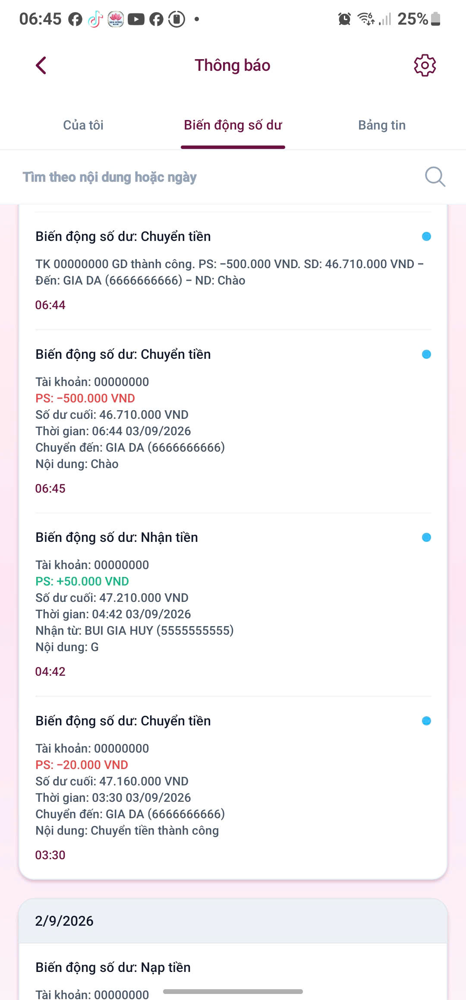 06:45
SEN HỒNG
BANK
25%
Thông báo
Của tôi
Biến động số dư
Bảng tin
Tìm theo nội dung hoặc ngày
Biến động số dư: Chuyển tiền
TK 00000000 GD thành công. PS: −500.000 VND. SD: 46.710.000 VND −
Đến: GIA DA (6666666666) − ND: Chào
06:44
Biến động số dư: Chuyển tiền
Tài khoản: 00000000
PS: −500.000 VND
Số dư cuối: 46.710.000 VND
Thời gian: 06:44 03/09/2026
Chuyển đến: GIA DA (6666666666)
Nội dung: Chào
06:45
Biến động số dư: Nhận tiền
Tài khoản: 00000000
PS: +50.000 VND
Số dư cuối: 47.210.000 VND
Thời gian: 04:42 03/09/2026
Nhận từ: BUI GIA HUY (5555555555)
Nội dung: G
04:42
Biến động số dư: Chuyển tiền
Tài khoản: 00000000
PS: −20.000 VND
Số dư cuối: 47.160.000 VND
Thời gian: 03:30 03/09/2026
Chuyển đến: GIA DA (6666666666)
Nội dung: Chuyển tiền thành công
03:30
2/9/2026
Biến động số dư: Nạp tiền
Tài khoản: 00000000